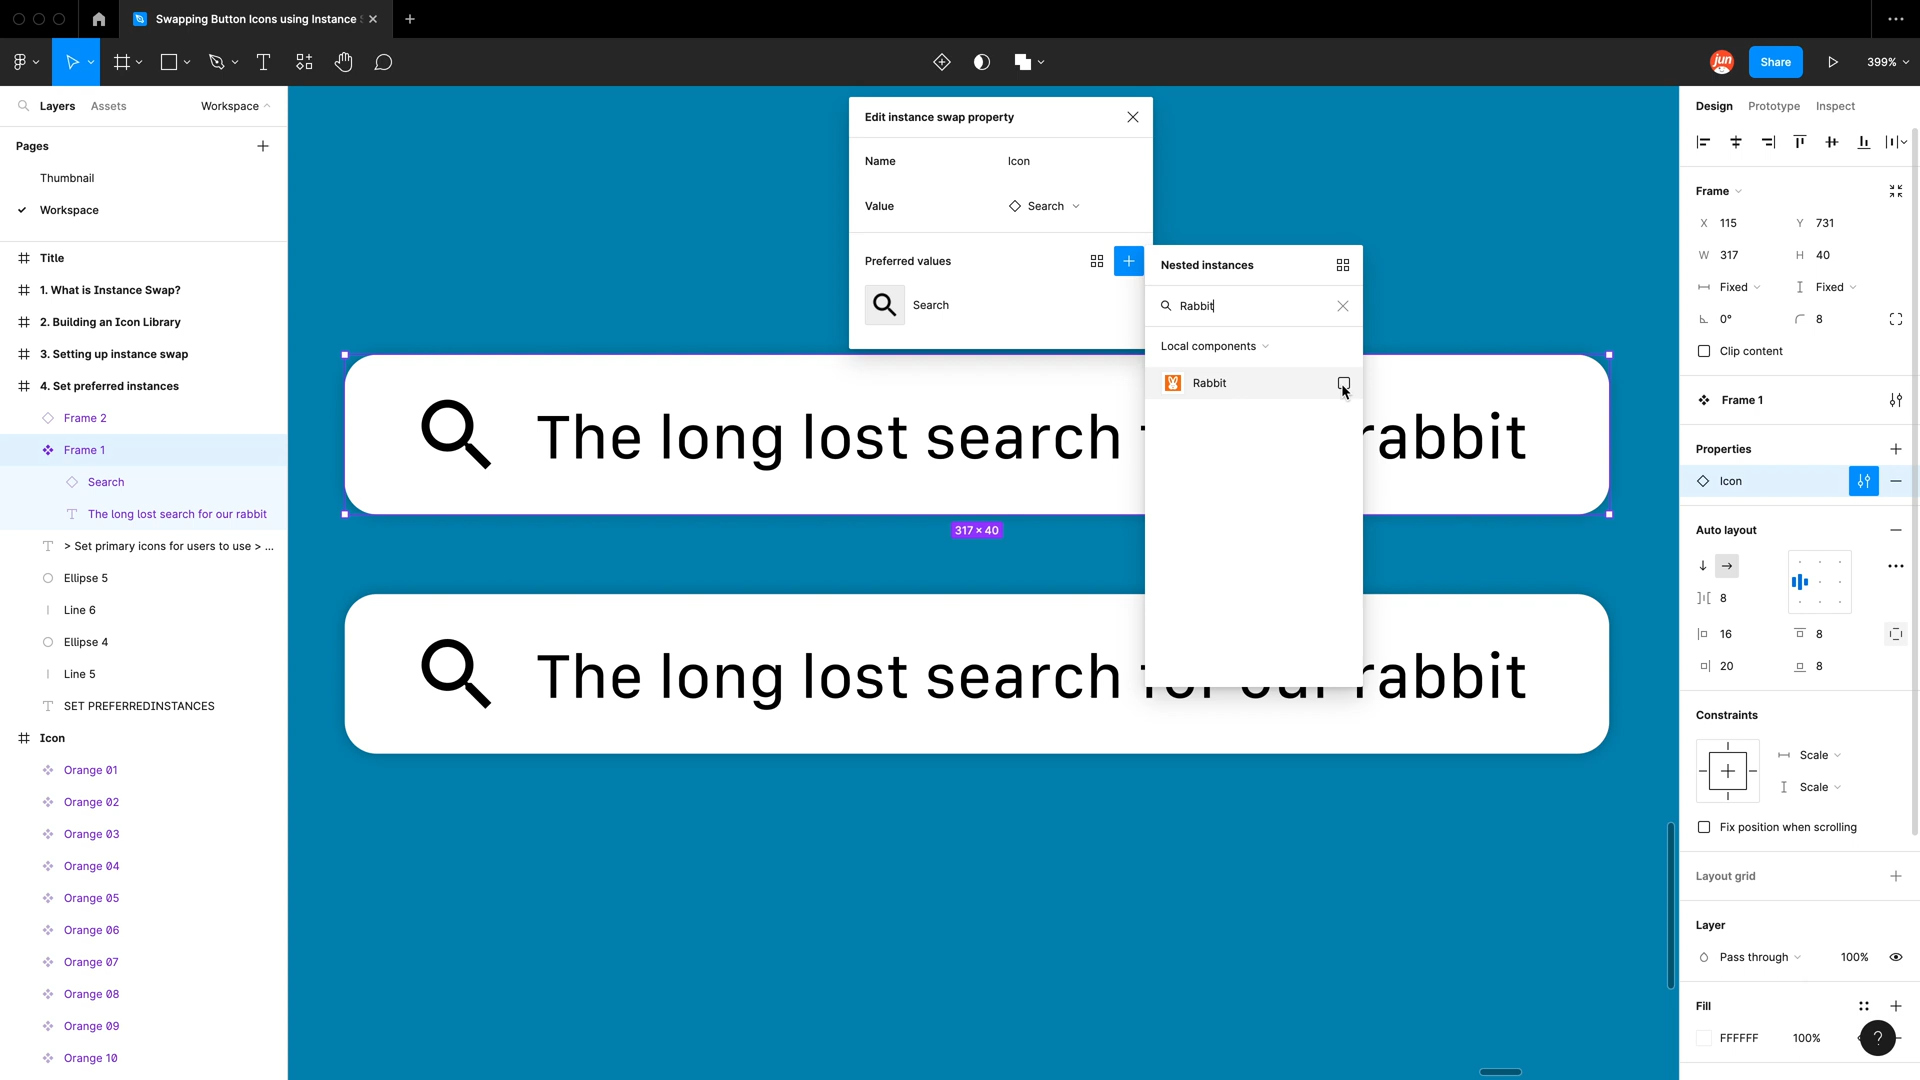 Swapping Button Icons using Instance
jun
Share
399%
Layers
Assets
Workspace
Pages
Thumbnail
Workspace
Title
1. What is Instance Swap?
2. Building an Icon Library
3. Setting up instance swap
4. Set preferred instances
Frame 2
Frame 1
Search
The long lost search for our rabbit
> Set primary icons for users to use > ...
Ellipse 5
Line 6
Ellipse 4
Line 5
SET PREFERREDINSTANCES
Icon
Orange 01
Orange 02
Orange 03
Orange 04
Orange 05
Orange 06
Orange 07
Orange 08
Orange 09
Orange 10
Edit instance swap property
Name
Icon
Value
Search
Preferred values
Search
Nested instances
Rabbit
Local components
Rabbit
The long lost search
rabbit
317 × 40
The long lost search for our rabbit
Design
Prototype
Inspect
Frame
X 115
Y 731
W 317
H 40
Fixed
Fixed
0°
8
Clip content
Frame 1
Properties
Icon
Auto layout
8
16
8
20
8
Constraints
Scale
Scale
Fix position when scrolling
Layout grid
Layer
Pass through
100%
Fill
FFFFFF
100%
?